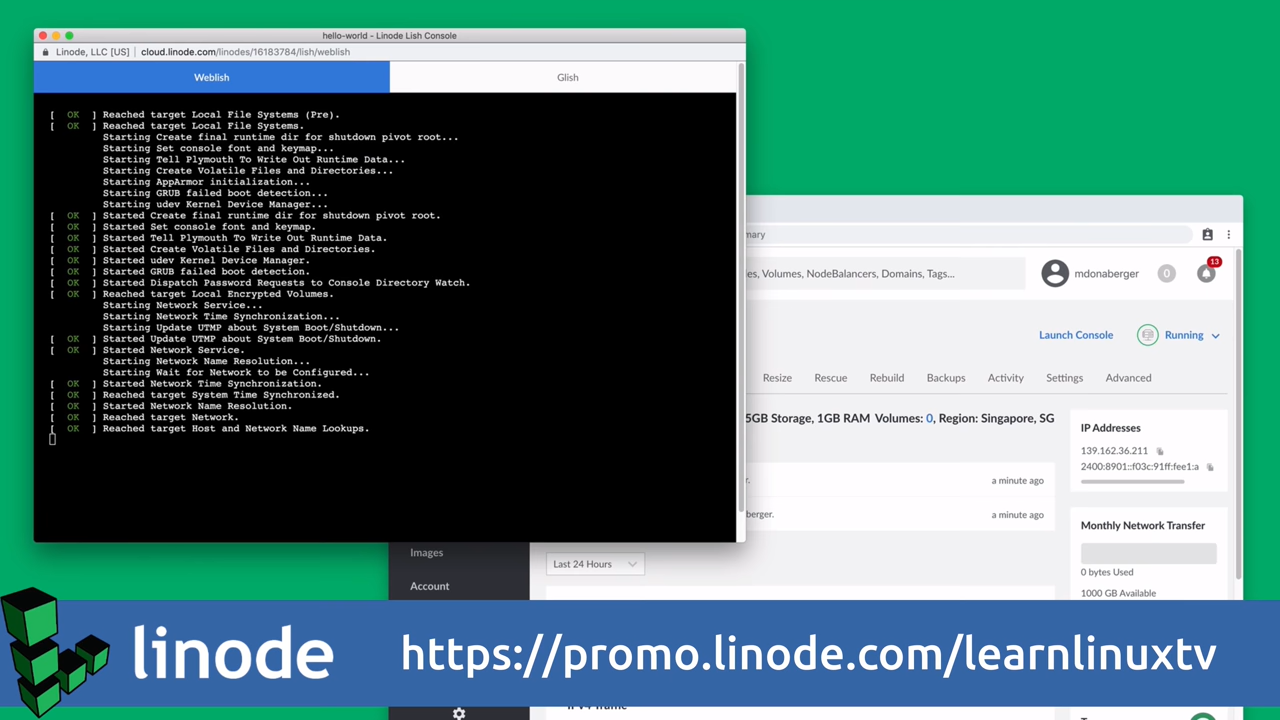 hello-world - Linode Lish Console
Linode, LLC [US] | cloud.linode.com/linodes/16183784/lish/weblish
Weblish Glish
[ OK ] Reached target Local File Systems (Pre).
[ OK ] Reached target Local File Systems.
Starting Create final runtime dir for shutdown pivot root...
Starting Set console font and keymap...
Starting Tell Plymouth To Write Out Runtime Data...
Starting Create Volatile Files and Directories...
Starting AppArmor initialization...
Starting GRUB failed boot detection...
Starting udev Kernel Device Manager...
[ OK ] Started Create final runtime dir for shutdown pivot root.
[ OK ] Started Set console font and keymap.
[ OK ] Started Tell Plymouth To Write Out Runtime Data.
[ OK ] Started Create Volatile Files and Directories.
[ OK ] Started udev Kernel Device Manager.
[ OK ] Started GRUB failed boot detection.
[ OK ] Started Dispatch Password Requests to Console Directory Watch.
[ OK ] Reached target Local Encrypted Volumes.
Starting Network Service...
Starting Network Time Synchronization...
Starting Update UTMP about System Boot/Shutdown...
[ OK ] Started Update UTMP about System Boot/Shutdown.
[ OK ] Started Network Service.
Starting Network Name Resolution...
Starting Wait for Network to be Configured...
[ OK ] Started Network Time Synchronization.
[ OK ] Reached target System Time Synchronized.
[ OK ] Started Network Name Resolution.
[ OK ] Reached target Network.
[ OK ] Reached target Host and Network Name Lookups.
mary
es, Volumes, NodeBalancers, Domains, Tags...
mdonaberger 0 13
Launch Console Running
Resize Rescue Rebuild Backups Activity Settings Advanced
5GB Storage, 1GB RAM Volumes: 0, Region: Singapore, SG
r. a minute ago
berger. a minute ago
IP Addresses
139.162.36.211
2400:8901::f03c:91ff:fee1:a
Monthly Network Transfer
0 bytes Used
1000 GB Available
Images
Account
Last 24 Hours
linode https://promo.linode.com/learnlinuxtv